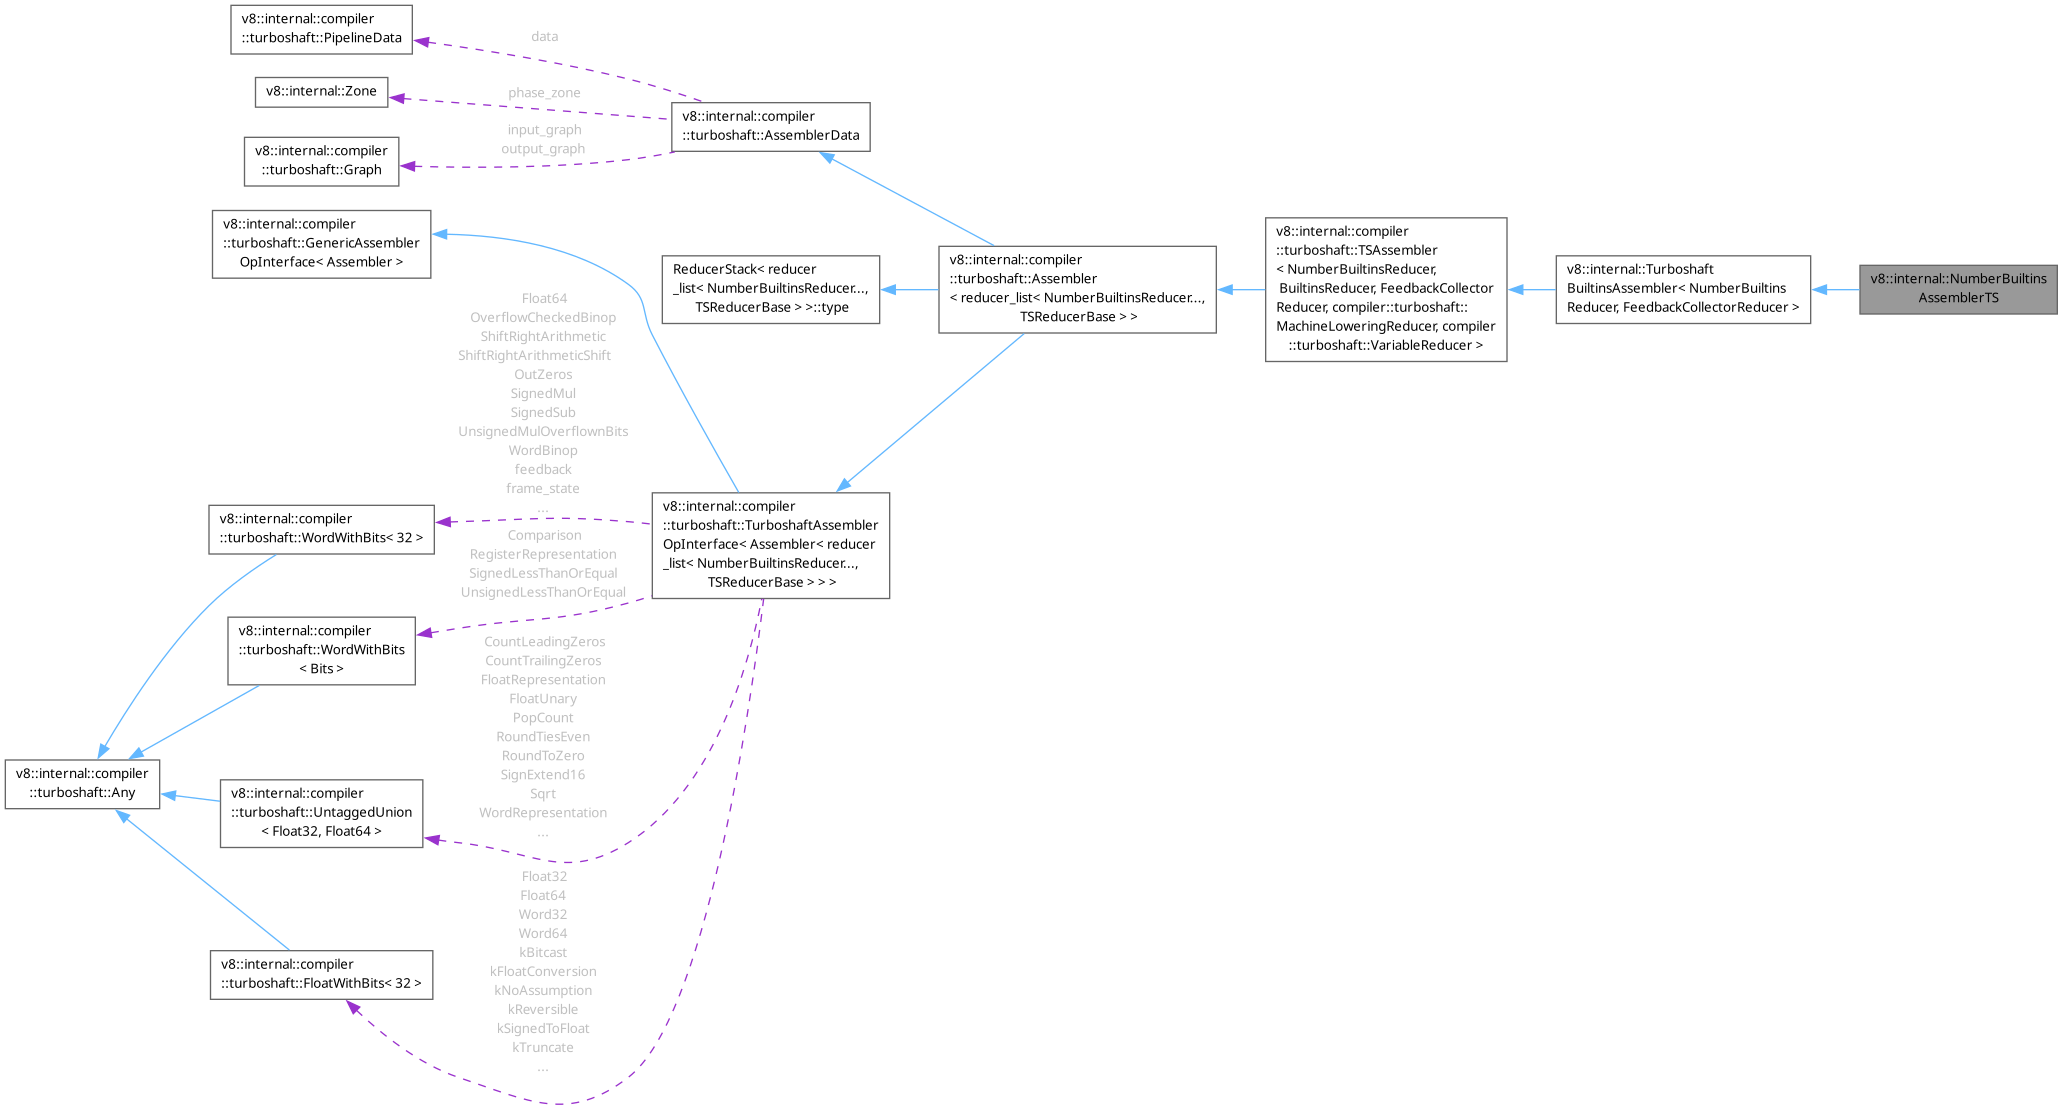 v8::internal::compiler
::turboshaft::PipelineData
data
v8::internal::Zone
phase_zone
v8::internal::compiler
::turboshaft::AssemblerData
input_graph
output_graph
v8::internal::compiler
::turboshaft::Graph
v8::internal::compiler
::turboshaft::GenericAssembler
OpInterface< Assembler >
ReducerStack< reducer
_list< NumberBuiltinsReducer...,
TSReducerBase > >::type
v8::internal::compiler
::turboshaft::Assembler
< reducer_list< NumberBuiltinsReducer...,
TSReducerBase > >
v8::internal::compiler
::turboshaft::TSAssembler
< NumberBuiltinsReducer,
BuiltinsReducer, FeedbackCollector
Reducer, compiler::turboshaft::
MachineLoweringReducer, compiler
::turboshaft::VariableReducer >
v8::internal::Turboshaft
BuiltinsAssembler< NumberBuiltins
Reducer, FeedbackCollectorReducer >
v8::internal::NumberBuiltins
AssemblerTS
Float64
OverflowCheckedBinop
ShiftRightArithmetic
ShiftRightArithmeticShift
OutZeros
SignedMul
SignedSub
UnsignedMulOverflownBits
WordBinop
feedback
frame_state
...
v8::internal::compiler
::turboshaft::WordWithBits< 32 >
v8::internal::compiler
::turboshaft::TurboshaftAssembler
OpInterface< Assembler< reducer
_list< NumberBuiltinsReducer...,
TSReducerBase > > >
Comparison
RegisterRepresentation
SignedLessThanOrEqual
UnsignedLessThanOrEqual
v8::internal::compiler
::turboshaft::WordWithBits
< Bits >
CountLeadingZeros
CountTrailingZeros
FloatRepresentation
FloatUnary
PopCount
RoundTiesEven
RoundToZero
SignExtend16
Sqrt
WordRepresentation
...
v8::internal::compiler
::turboshaft::Any
v8::internal::compiler
::turboshaft::UntaggedUnion
< Float32, Float64 >
Float32
Float64
Word32
Word64
kBitcast
kFloatConversion
kNoAssumption
kReversible
kSignedToFloat
kTruncate
...
v8::internal::compiler
::turboshaft::FloatWithBits< 32 >